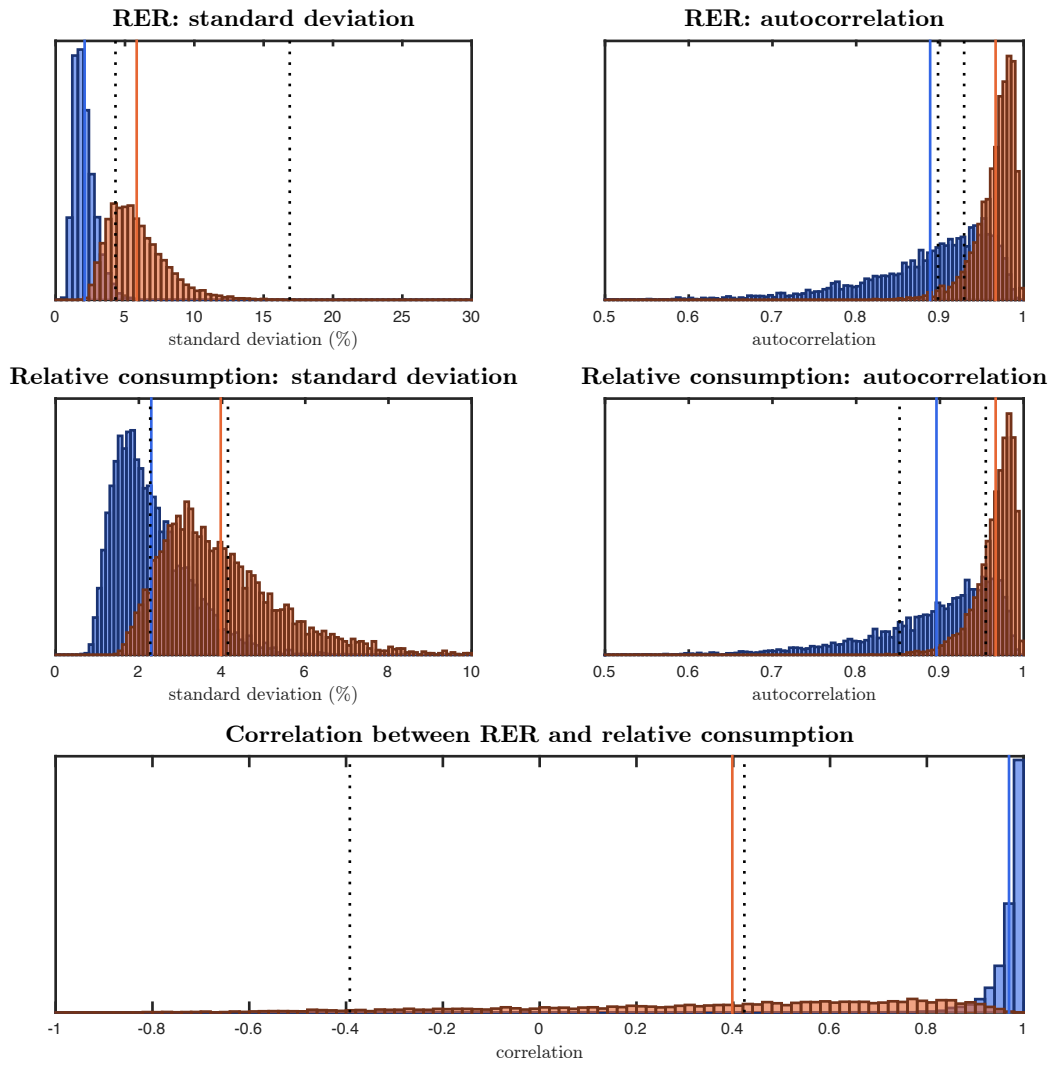 RER: standard deviation
0 5 10 15 20 25 30
standard deviation (%)
RER: autocorrelation
0.5 0.6 0.7 0.8 0.9 1
autocorrelation
Relative consumption: standard deviation
0 2 4 6 8 10
standard deviation (%)
Relative consumption: autocorrelation
0.5 0.6 0.7 0.8 0.9 1
autocorrelation
Correlation between RER and relative consumption
-1 -0.8 -0.6 -0.4 -0.2 0 0.2 0.4 0.6 0.8 1
correlation